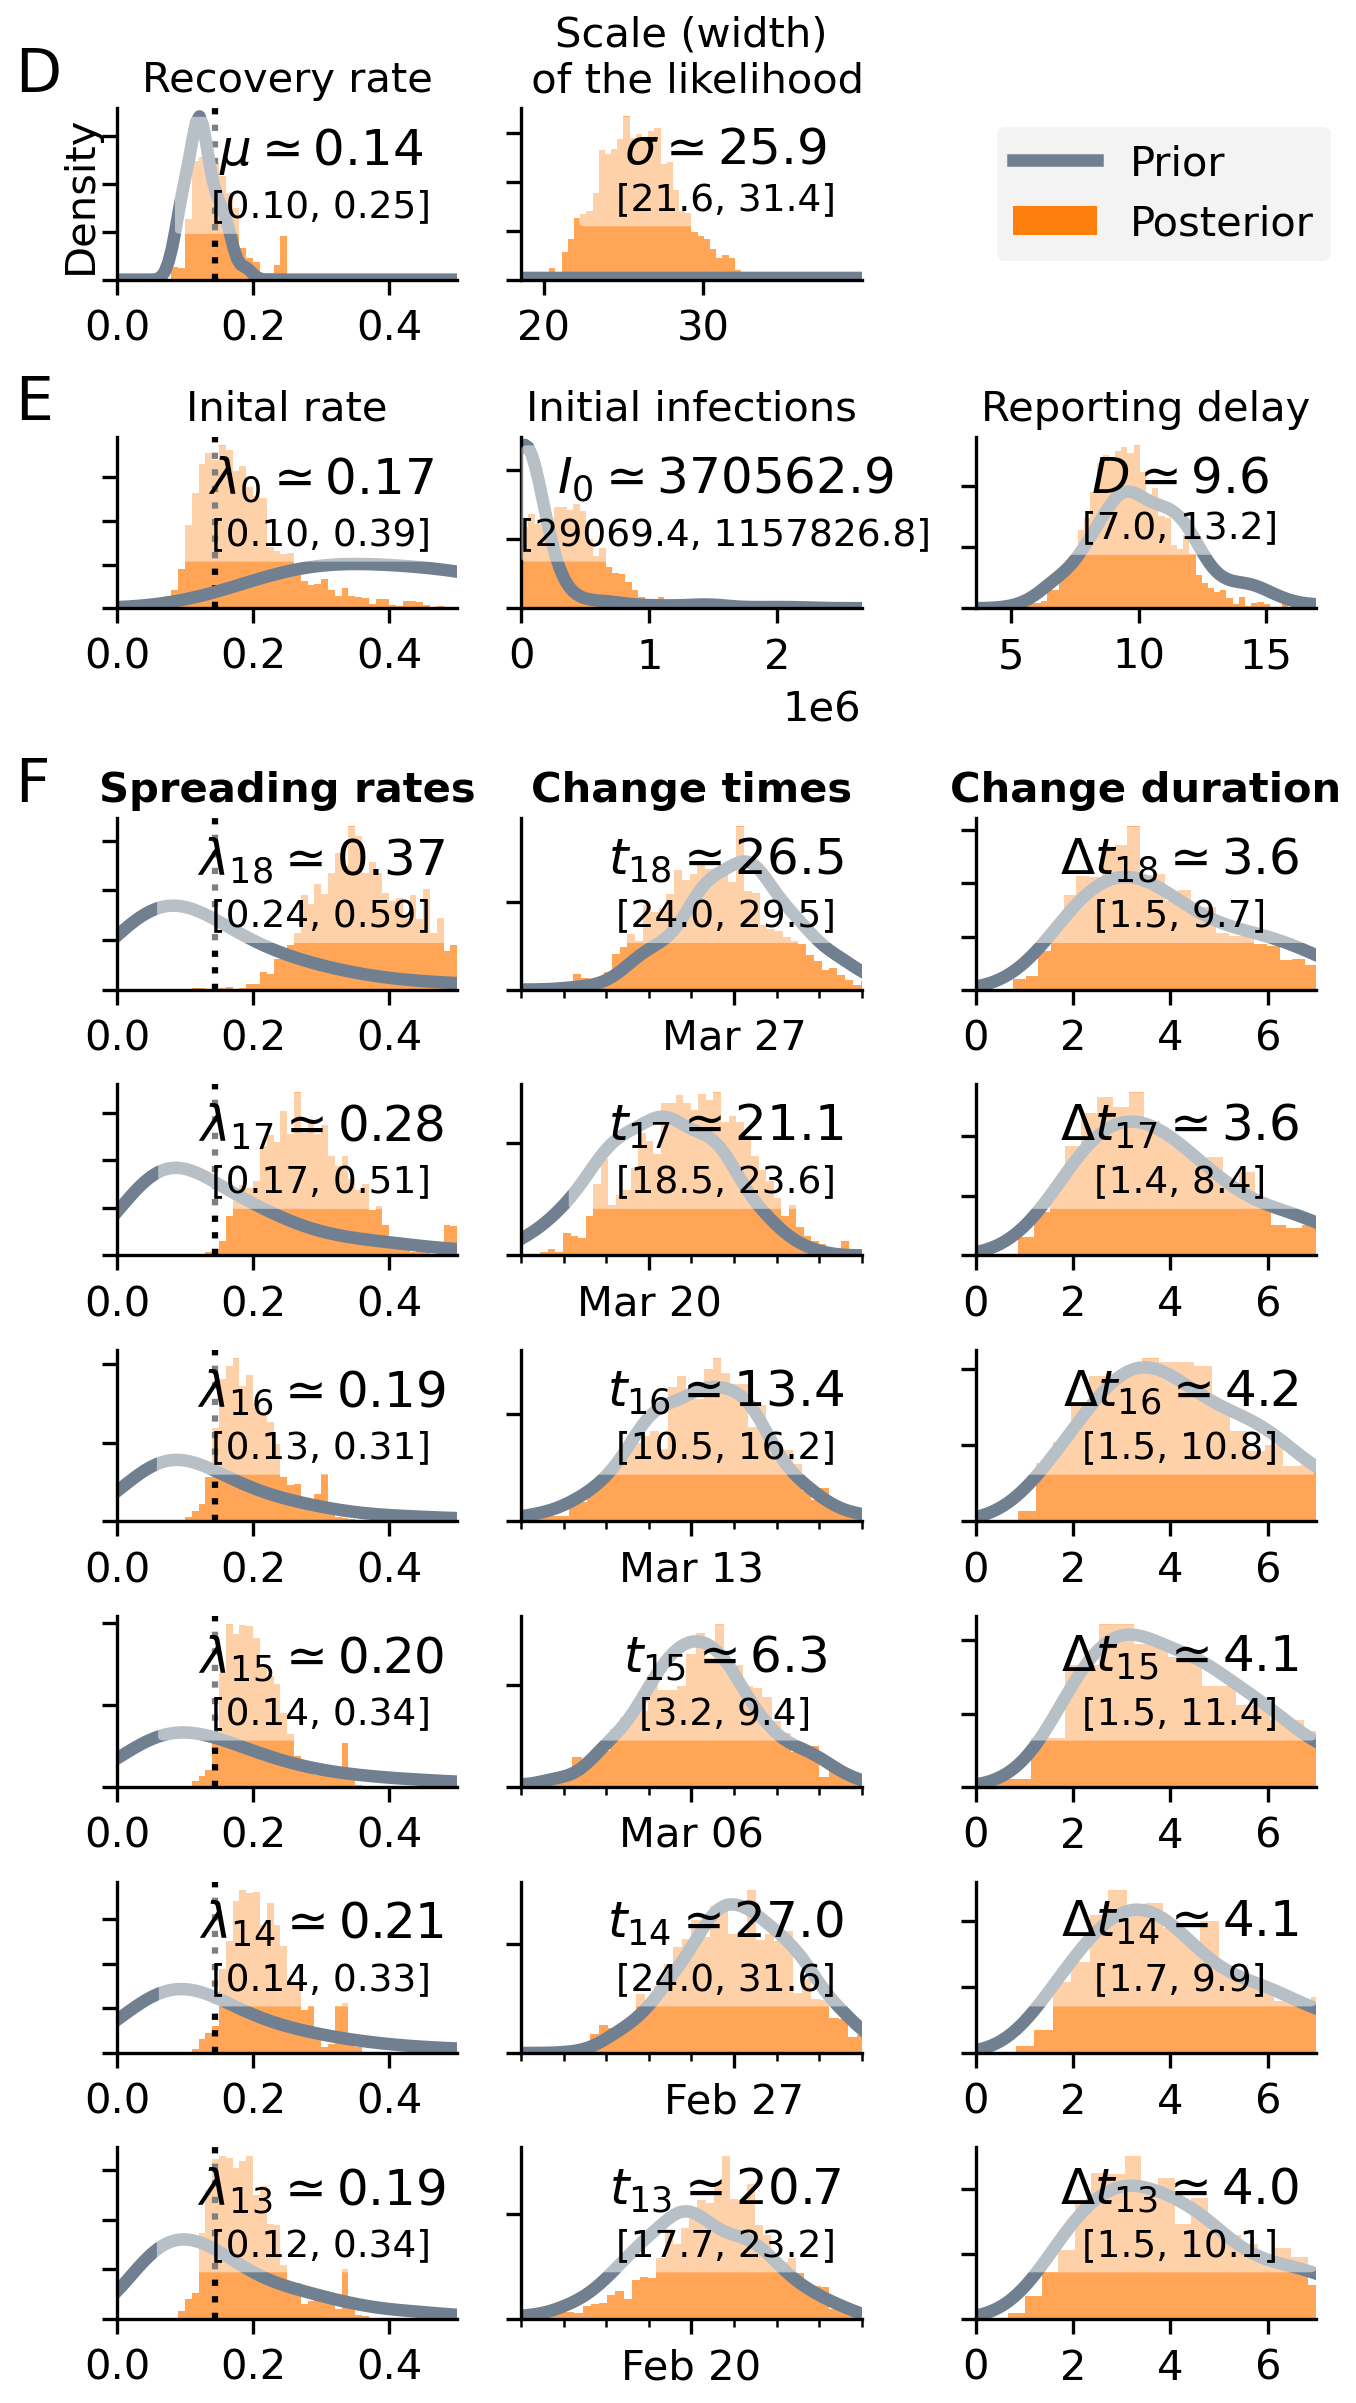 D
Recovery rate
Scale (width)
of the likelihood
Density
μ ≃ 0.14
[0.10, 0.25]
σ ≃ 25.9
[21.6, 31.4]
Prior
Posterior
0.0 0.2 0.4
20 30
E
Inital rate
Initial infections
Reporting delay
λ0 ≃ 0.17
[0.10, 0.39]
I0 ≃ 370562.9
[29069.4, 1157826.8]
D ≃ 9.6
[7.0, 13.2]
0.0 0.2 0.4
0 1 2
1e6
5 10 15
F
Spreading rates
Change times
Change duration
λ18 ≃ 0.37
[0.24, 0.59]
t18 ≃ 26.5
[24.0, 29.5]
Δt18 ≃ 3.6
[1.5, 9.7]
0.0 0.2 0.4
Mar 27
0 2 4 6
λ17 ≃ 0.28
[0.17, 0.51]
t17 ≃ 21.1
[18.5, 23.6]
Δt17 ≃ 3.6
[1.4, 8.4]
0.0 0.2 0.4
Mar 20
0 2 4 6
λ16 ≃ 0.19
[0.13, 0.31]
t16 ≃ 13.4
[10.5, 16.2]
Δt16 ≃ 4.2
[1.5, 10.8]
0.0 0.2 0.4
Mar 13
0 2 4 6
λ15 ≃ 0.20
[0.14, 0.34]
t15 ≃ 6.3
[3.2, 9.4]
Δt15 ≃ 4.1
[1.5, 11.4]
0.0 0.2 0.4
Mar 06
0 2 4 6
λ14 ≃ 0.21
[0.14, 0.33]
t14 ≃ 27.0
[24.0, 31.6]
Δt14 ≃ 4.1
[1.7, 9.9]
0.0 0.2 0.4
Feb 27
0 2 4 6
λ13 ≃ 0.19
[0.12, 0.34]
t13 ≃ 20.7
[17.7, 23.2]
Δt13 ≃ 4.0
[1.5, 10.1]
0.0 0.2 0.4
Feb 20
0 2 4 6